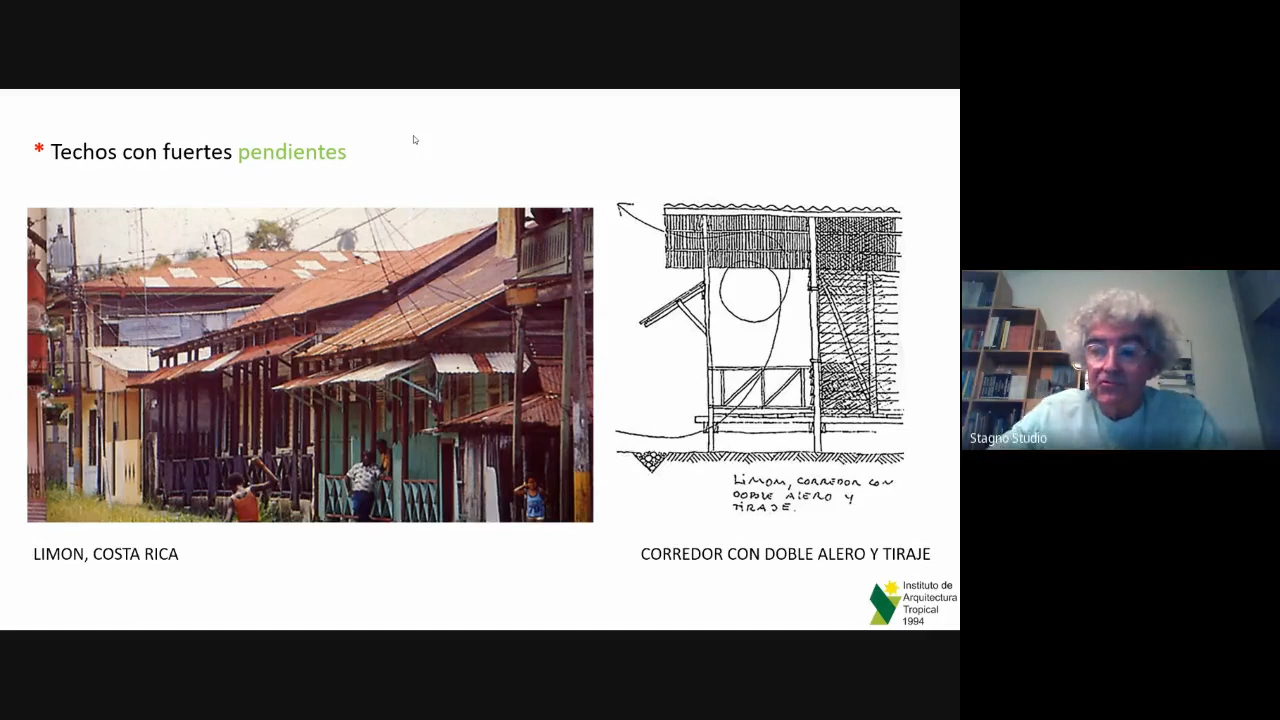 * Techos con fuertes pendientes
LIMON, CORREDOR CON
DOBLE ALERO Y
TIRAJE.
LIMON, COSTA RICA
CORREDOR CON DOBLE ALERO Y TIRAJE
Instituto de
Arquitectura
Tropical
1994
Stagno Studio